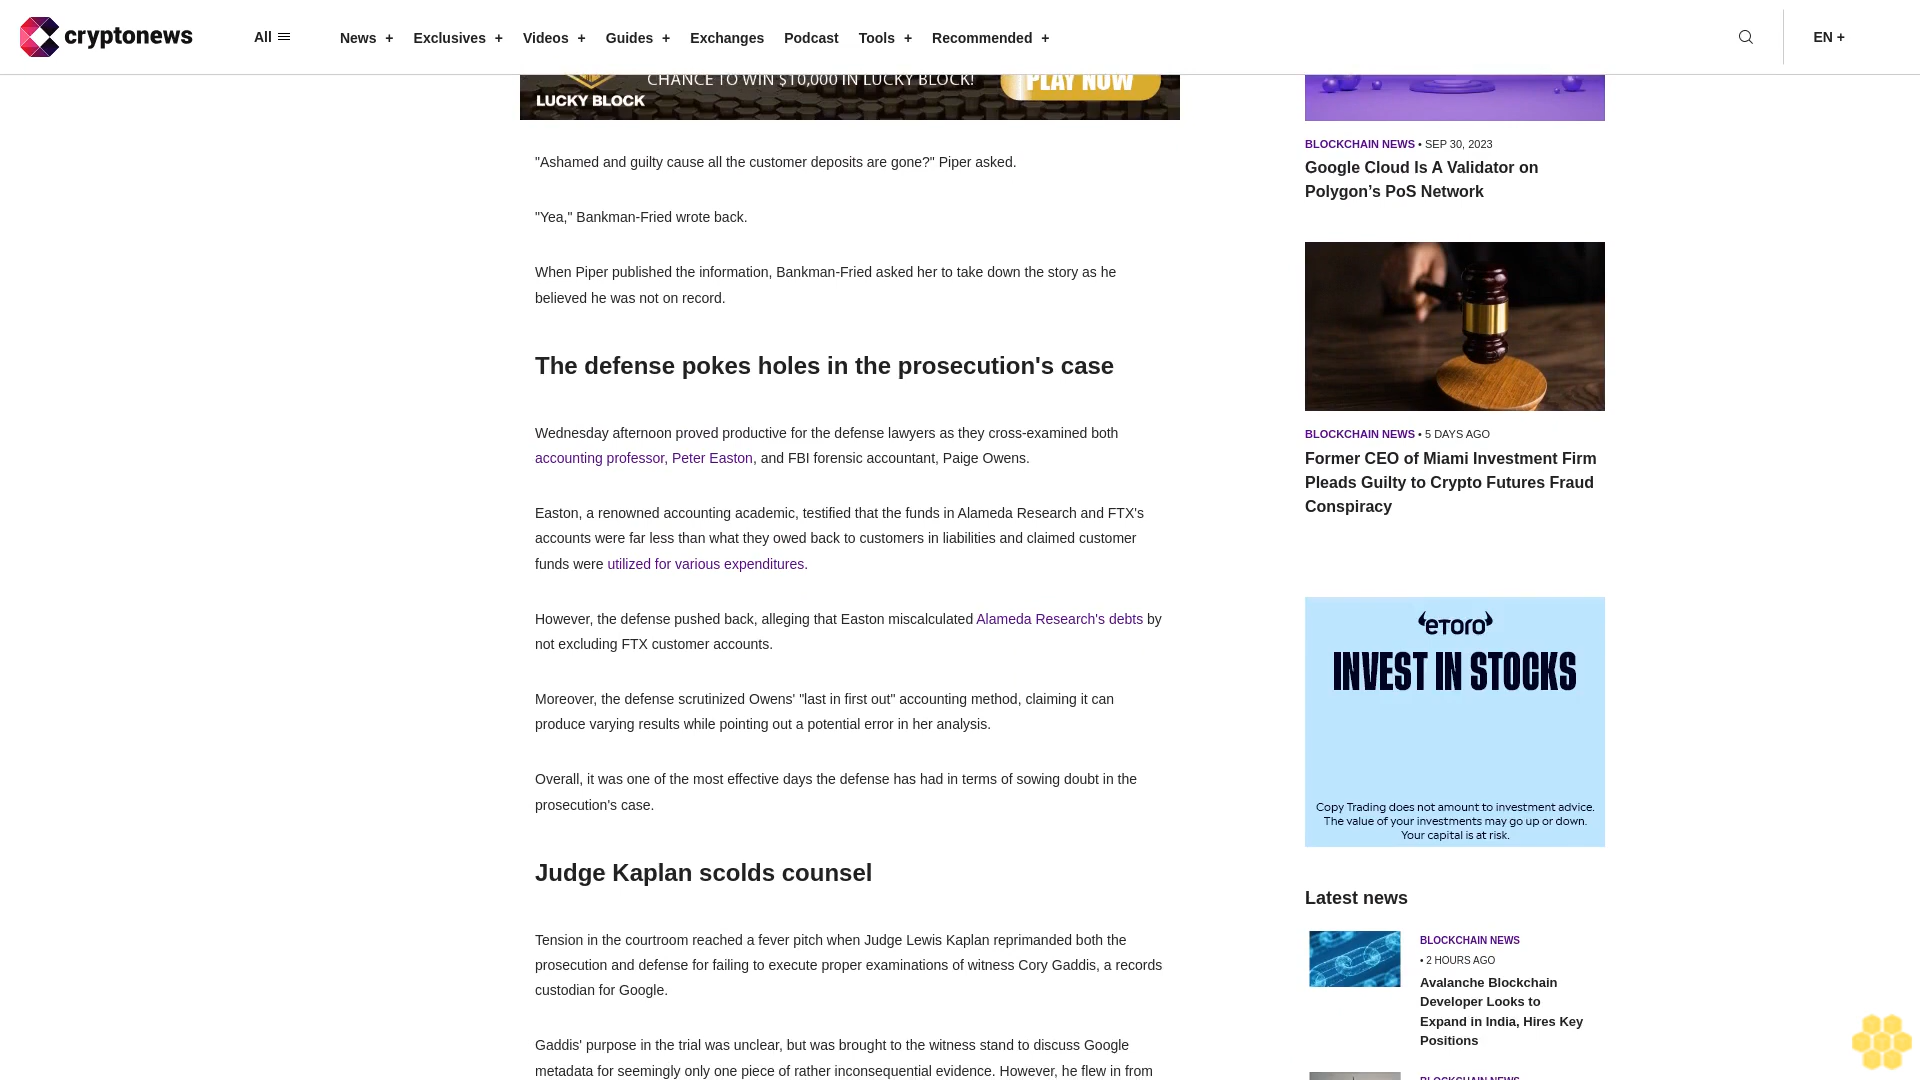 cryptonews
All
News +
Exclusives +
Videos +
Guides +
Exchanges
Podcast
Tools +
Recommended +
EN +
CHANCE TO WIN $10,000 IN LUCKY BLOCK!
PLAY NOW
LUCKY BLOCK
"Ashamed and guilty cause all the customer deposits are gone?" Piper asked.
"Yea," Bankman-Fried wrote back.
When Piper published the information, Bankman-Fried asked her to take down the story as he
believed he was not on record.
The defense pokes holes in the prosecution's case
Wednesday afternoon proved productive for the defense lawyers as they cross-examined both
accounting professor, Peter Easton, and FBI forensic accountant, Paige Owens.
Easton, a renowned accounting academic, testified that the funds in Alameda Research and FTX's
accounts were far less than what they owed back to customers in liabilities and claimed customer
funds were utilized for various expenditures.
However, the defense pushed back, alleging that Easton miscalculated Alameda Research's debts by
not excluding FTX customer accounts.
Moreover, the defense scrutinized Owens' "last in first out" accounting method, claiming it can
produce varying results while pointing out a potential error in her analysis.
Overall, it was one of the most effective days the defense has had in terms of sowing doubt in the
prosecution's case.
Judge Kaplan scolds counsel
Tension in the courtroom reached a fever pitch when Judge Lewis Kaplan reprimanded both the
prosecution and defense for failing to execute proper examinations of witness Cory Gaddis, a records
custodian for Google.
Gaddis' purpose in the trial was unclear, but was brought to the witness stand to discuss Google
metadata for seemingly only one piece of rather inconsequential evidence. However, he flew in from
BLOCKCHAIN NEWS • SEP 30, 2023
Google Cloud Is A Validator on
Polygon’s PoS Network
BLOCKCHAIN NEWS • 5 DAYS AGO
Former CEO of Miami Investment Firm
Pleads Guilty to Crypto Futures Fraud
Conspiracy
eToro
INVEST IN STOCKS
Copy Trading does not amount to investment advice.
The value of your investments may go up or down.
Your capital is at risk.
Latest news
BLOCKCHAIN NEWS
• 2 HOURS AGO
Avalanche Blockchain
Developer Looks to
Expand in India, Hires Key
Positions
BLOCKCHAIN NEWS